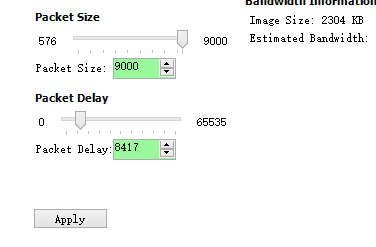 Bandwidth Information
Packet Size
Image Size: 2304 KB
576
9000
Estimated Bandwidth:
Packet Size:
9000
Packet Delay
0
65535
Packet Delay:
8417
Apply